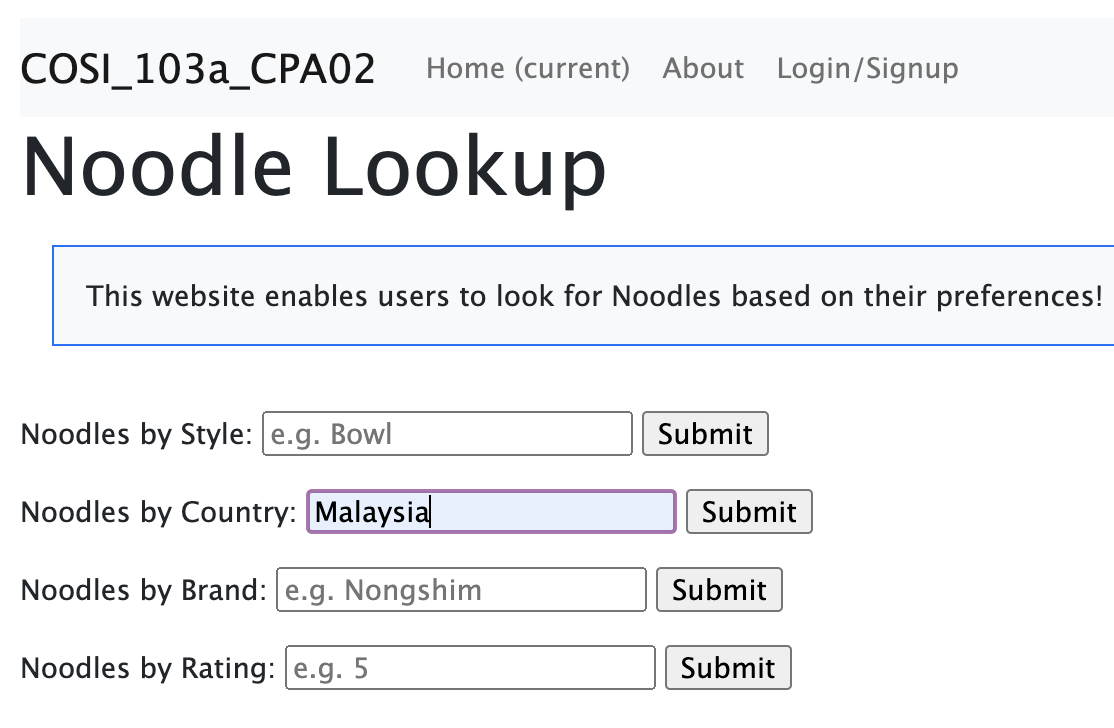 COSI_103a_CPA02 Home (current) About Login/Signup
Noodle Lookup
This website enables users to look for Noodles based on their preferences!
Noodles by Style: e.g. Bowl Submit
Noodles by Country: Malaysia Submit
Noodles by Brand: e.g. Nongshim Submit
Noodles by Rating: e.g. 5 Submit